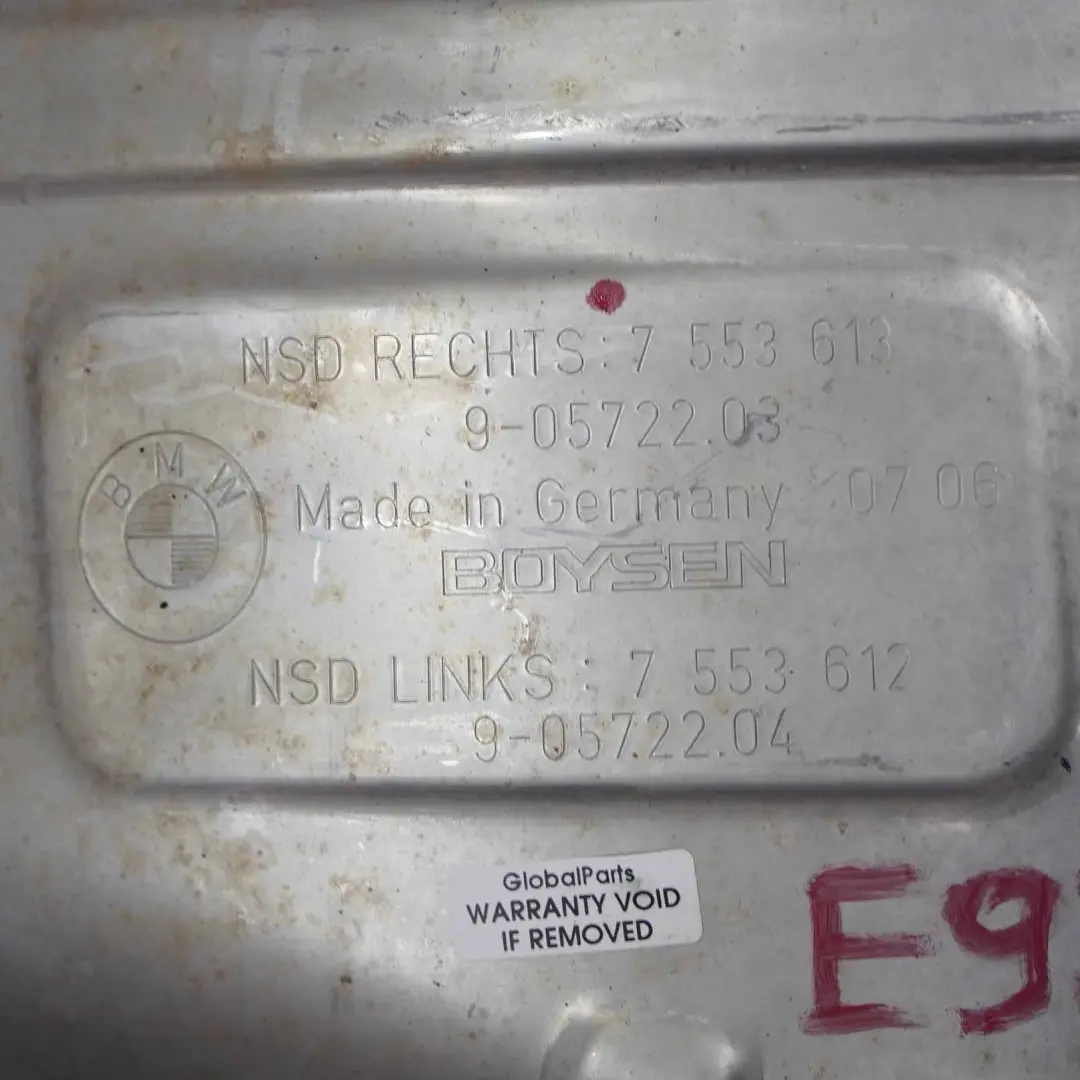 NSD RECHTS: 7 553 613
9-05722.03
BMW
Made in Germany 07 06
BOYSEN
NSD LINKS: 7 553 612
9-05722.04
GlobalParts
WARRANTY VOID
IF REMOVED
E9